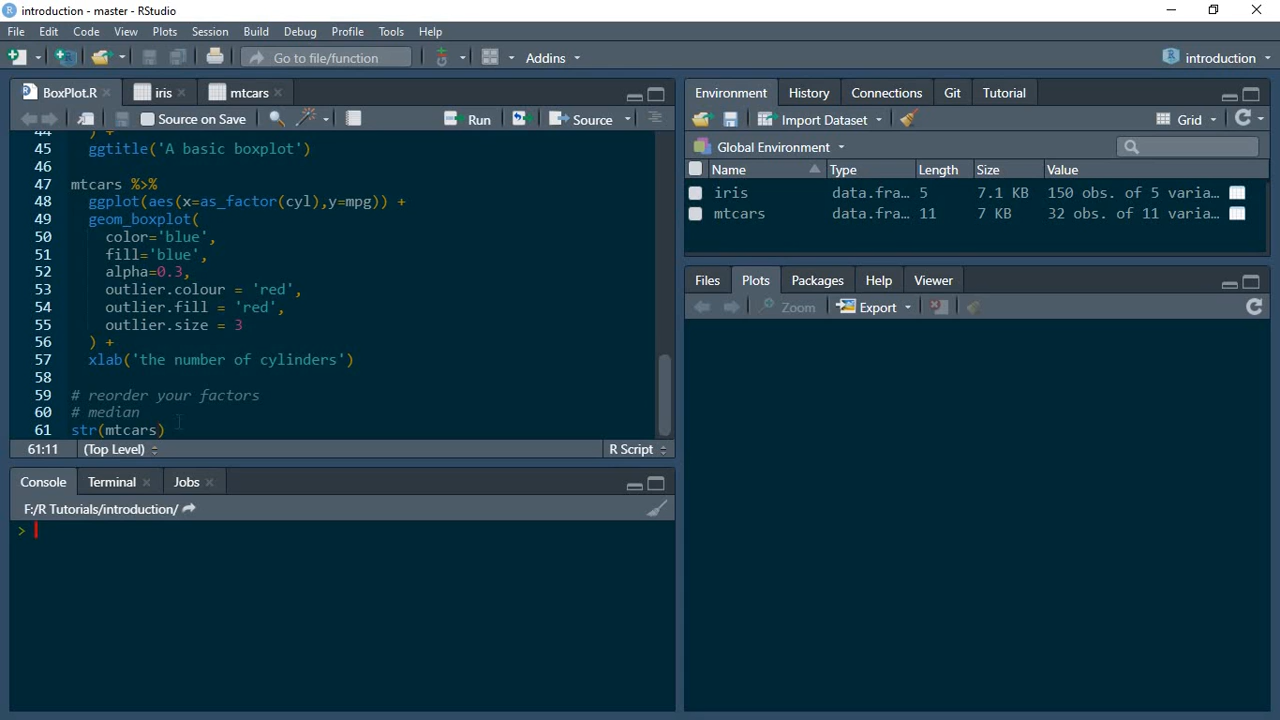 introduction - master - RStudio
File Edit Code View Plots Session Build Debug Profile Tools Help
Go to file/function Addins introduction
BoxPlot.R iris mtcars
Source on Save Run Source
44 ) +
45 ggtitle('A basic boxplot')
46
47 mtcars %>%
48 ggplot(aes(x=as_factor(cyl),y=mpg)) +
49 geom_boxplot(
50 color='blue',
51 fill='blue',
52 alpha=0.3,
53 outlier.colour = 'red',
54 outlier.fill = 'red',
55 outlier.size = 3
56 ) +
57 xlab('the number of cylinders')
58
59 # reorder your factors
60 # median
61 str(mtcars)
61:11 (Top Level) R Script
Console Terminal Jobs
F:/R Tutorials/introduction/
>
Environment History Connections Git Tutorial
Import Dataset Grid
Global Environment
Name Type Length Size Value
iris data.fra… 5 7.1 KB 150 obs. of 5 varia…
mtcars data.fra… 11 7 KB 32 obs. of 11 varia…
Files Plots Packages Help Viewer
Zoom Export